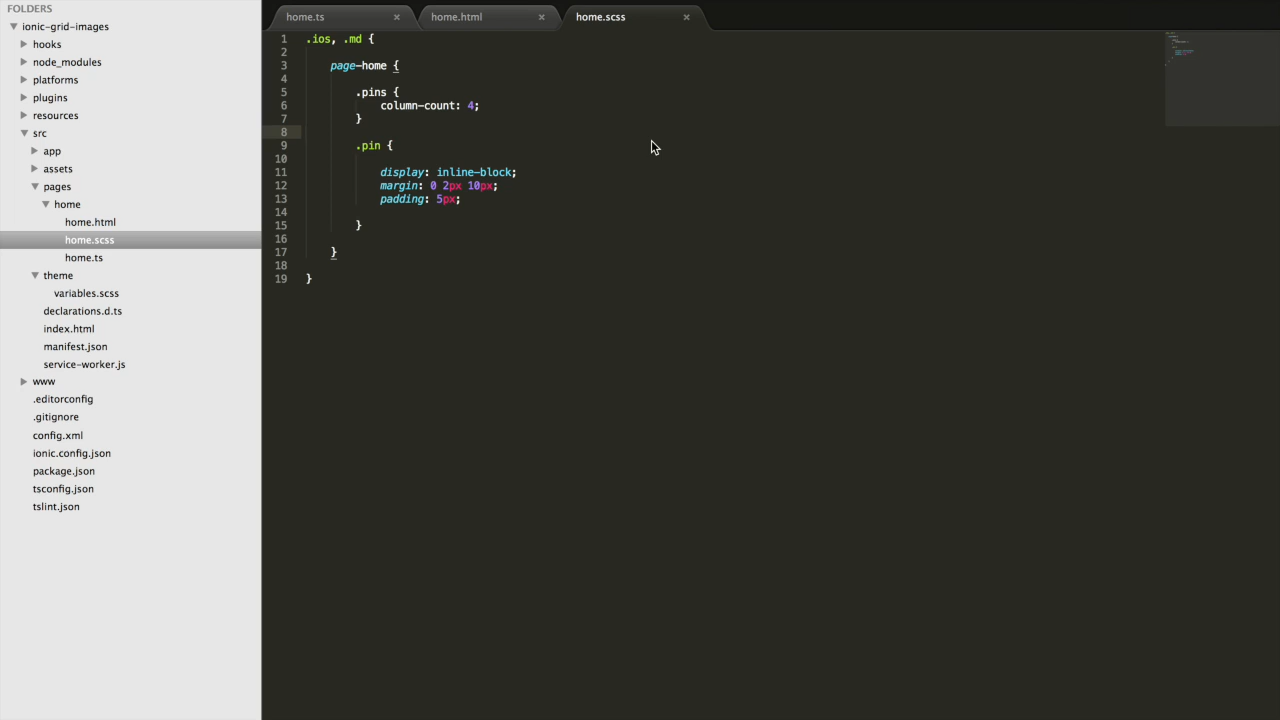 FOLDERS
ionic-grid-images
hooks
node_modules
platforms
plugins
resources
src
app
assets
pages
home
home.html
home.scss
home.ts
theme
variables.scss
declarations.d.ts
index.html
manifest.json
service-worker.js
www
.editorconfig
.gitignore
config.xml
ionic.config.json
package.json
tsconfig.json
tslint.json
home.ts × home.html × home.scss ×
1 .ios, .md {
2
3 page-home {
4
5 .pins {
6 column-count: 4;
7 }
8
9 .pin {
10
11 display: inline-block;
12 margin: 0 2px 10px;
13 padding: 5px;
14
15 }
16
17 }
18
19 }